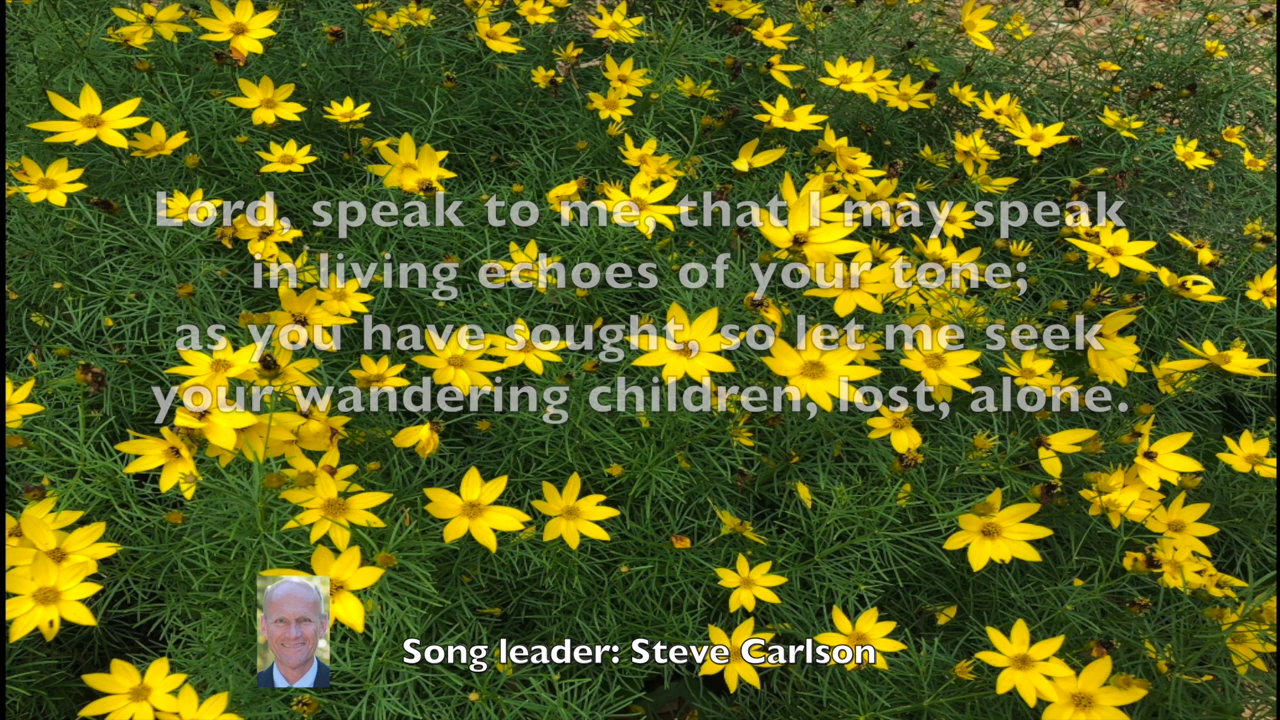 Lord, speak to me, that I may speak
in living echoes of your tone;
as you have sought, so let me seek
your wandering children, lost, alone.
Song leader: Steve Carlson